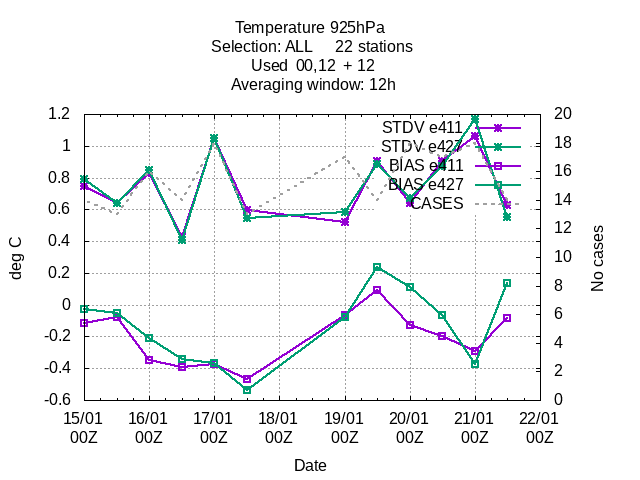 Temperature 925hPa
Selection: ALL 22 stations
Used 00,12 + 12
Averaging window: 12h
1.2
1
0.8
0.6
0.4
0.2
0
-0.2
-0.4
-0.6
deg C
STDV e411
STDV e427
BIAS e411
BIAS e427
CASES
20
18
16
14
12
10
8
6
4
2
0
No cases
15/01 16/01 17/01 18/01 19/01 20/01 21/01 22/01
00Z 00Z 00Z 00Z 00Z 00Z 00Z 00Z
Date